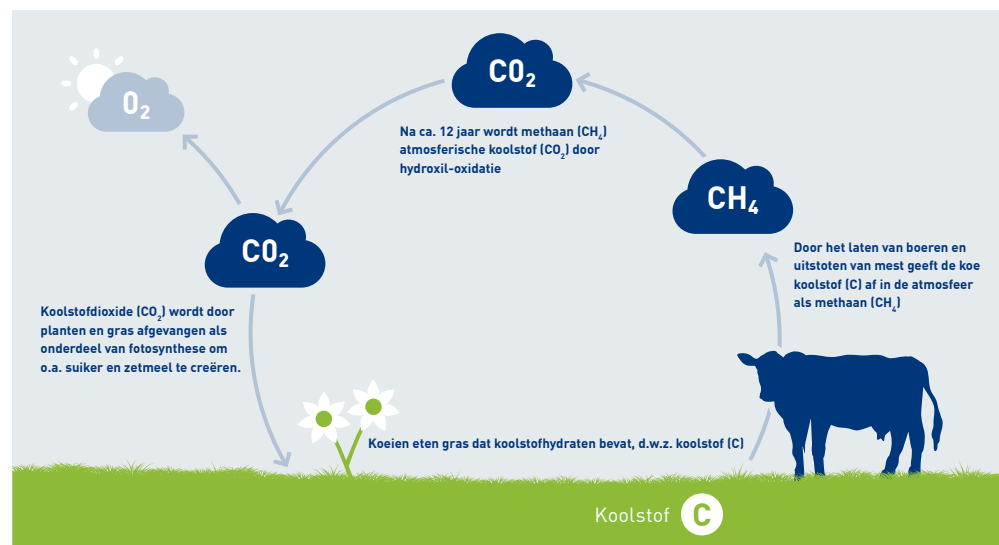 CO₂
O₂
Na ca. 12 jaar wordt methaan (CH₄)
atmosferische koolstof (CO₂) door
hydroxil-oxidatie
CH₄
CO₂
Door het laten van boeren en
uitstoten van mest geeft de koe
koolstof (C) af in de atmosfeer
als methaan (CH₄)
Koolstofdioxide (CO₂) wordt door
planten en gras afgevangen als
onderdeel van fotosynthese om
o.a. suiker en zetmeel te creëren.
Koeien eten gras dat koolstofhydraten bevat, d.w.z. koolstof (C)
Koolstof C